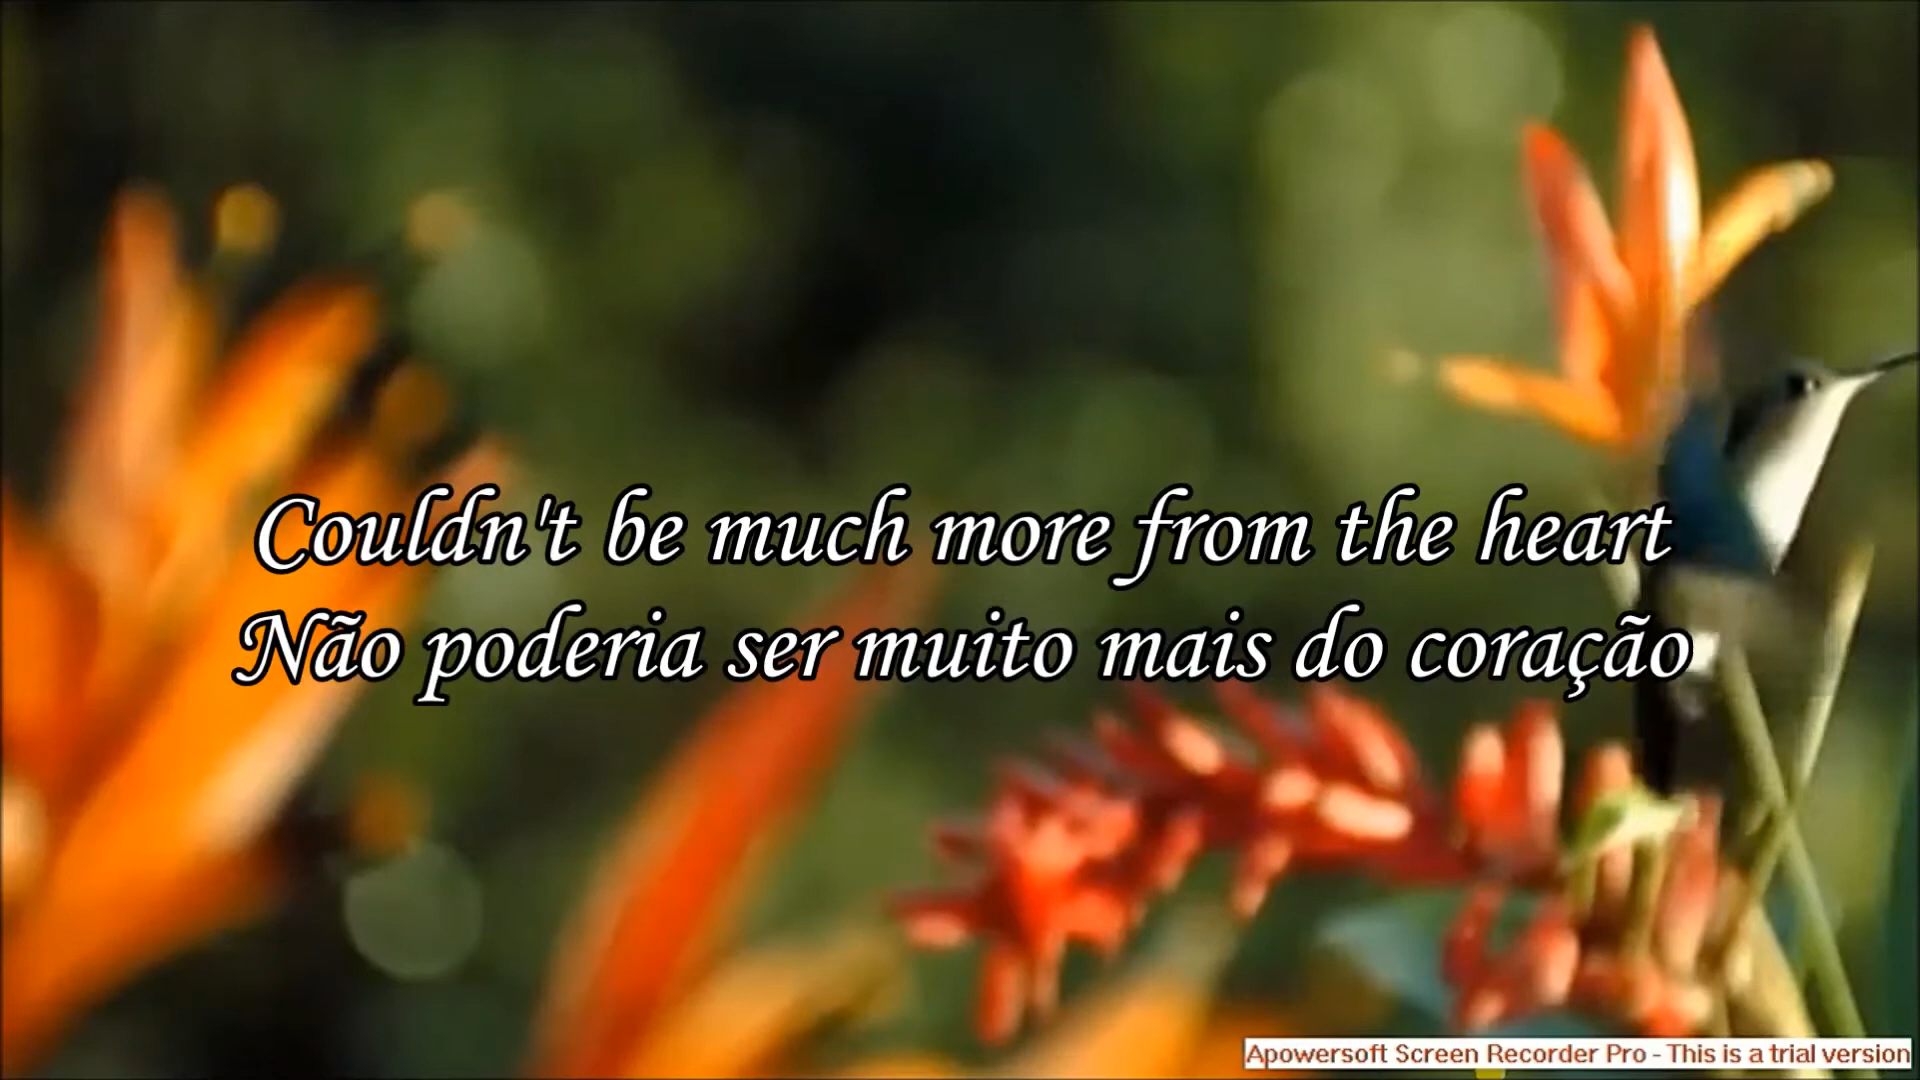 Couldn't be much more from the heart
Não poderia ser muito mais do coração
Apowersoft Screen Recorder Pro - This is a trial version